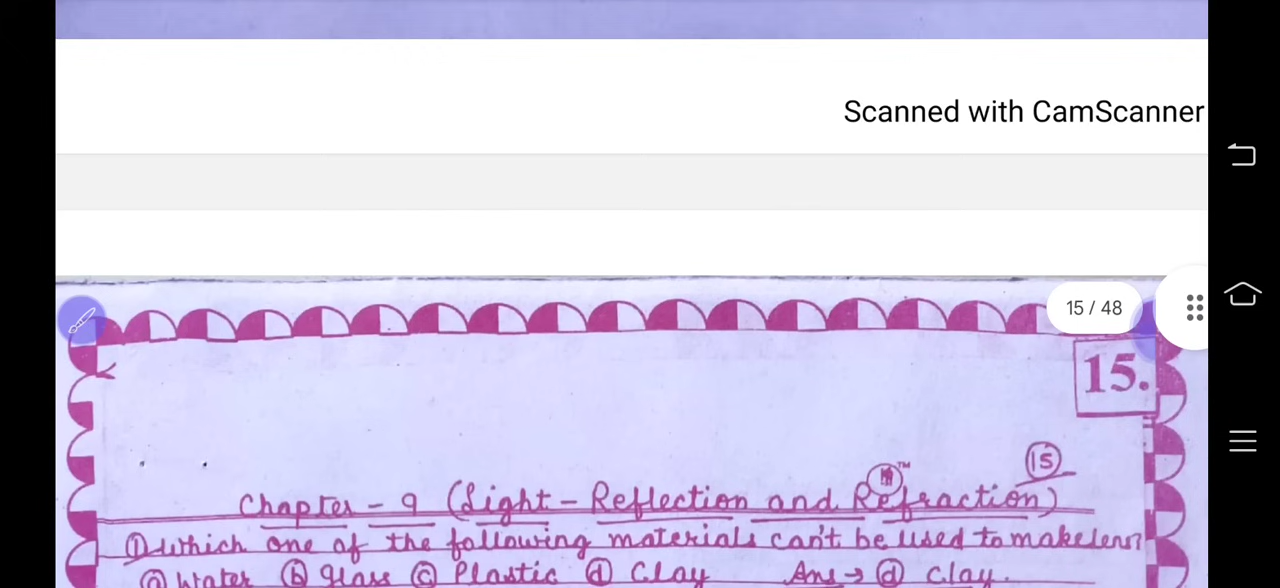 Scanned with CamScanner
15 / 48
15.
15
Chapter - 9 (Light - Reflection and Refraction)
① Which one of the following materials can't be used to make lens?
ⓐ Water ⓑ Glass ⓒ Plastic ⓓ Clay Ans → ⓓ Clay.